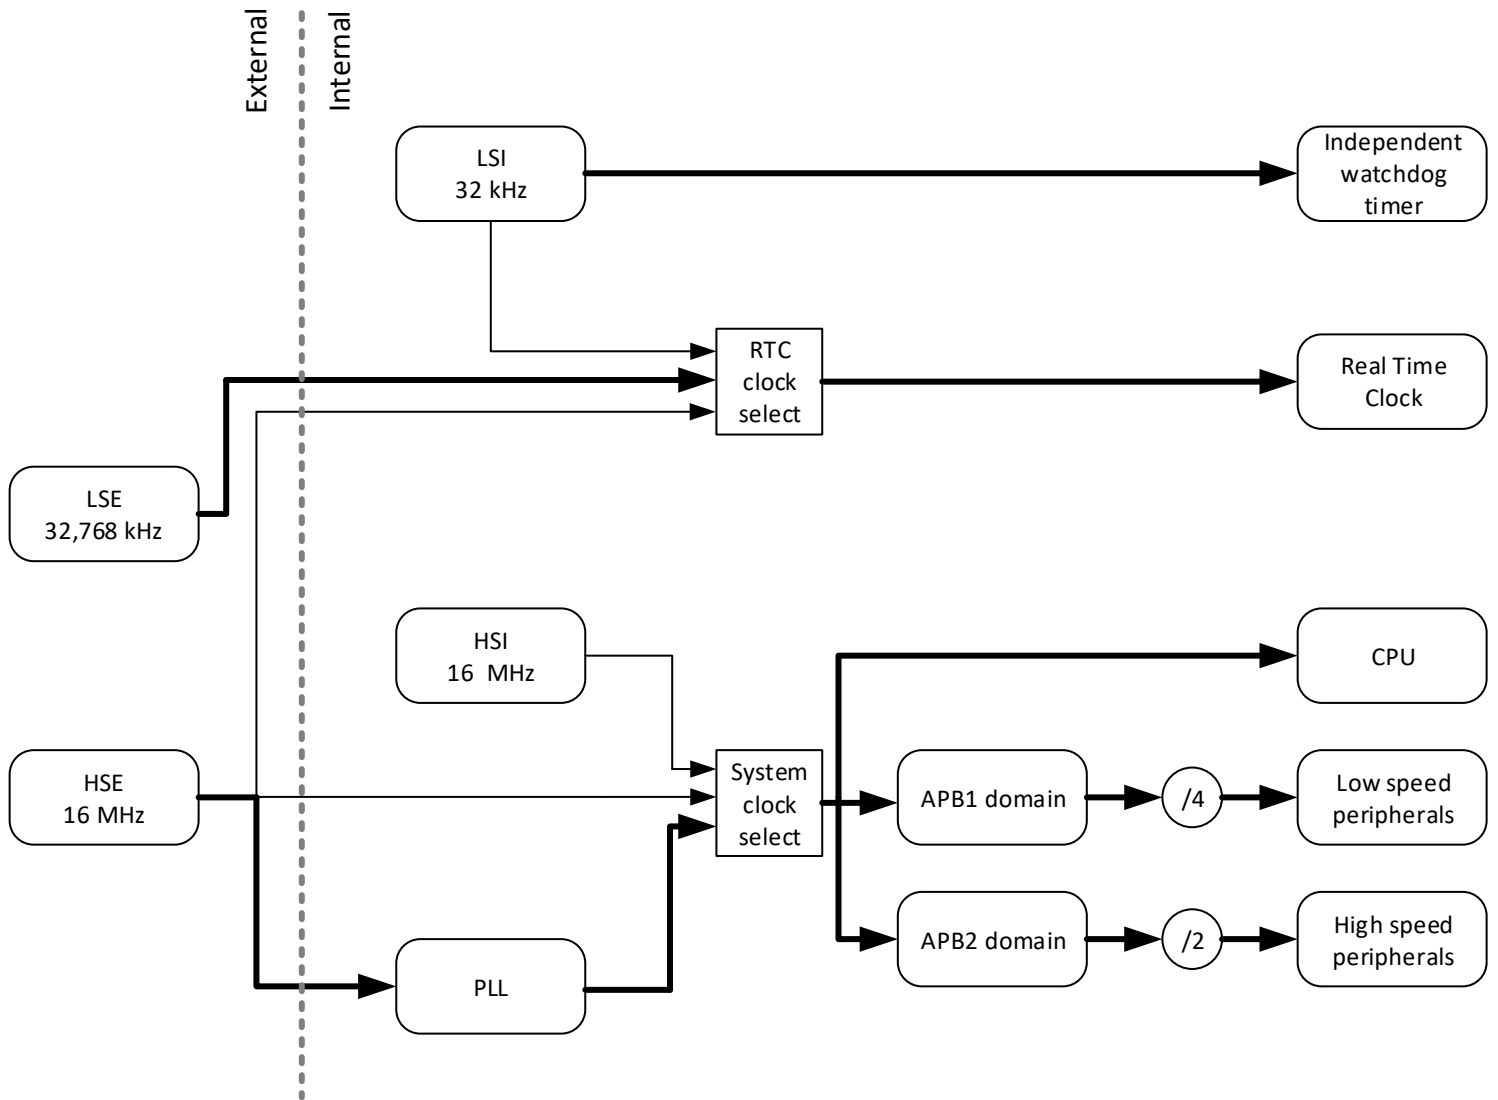 External
Internal
LSI
32 kHz
Independent
watchdog
timer
RTC
clock
select
Real Time
Clock
LSE
32,768 kHz
HSI
16  MHz
CPU
HSE
16 MHz
System
clock
select
APB1 domain
/4
Low speed
peripherals
APB2 domain
/2
High speed
peripherals
PLL